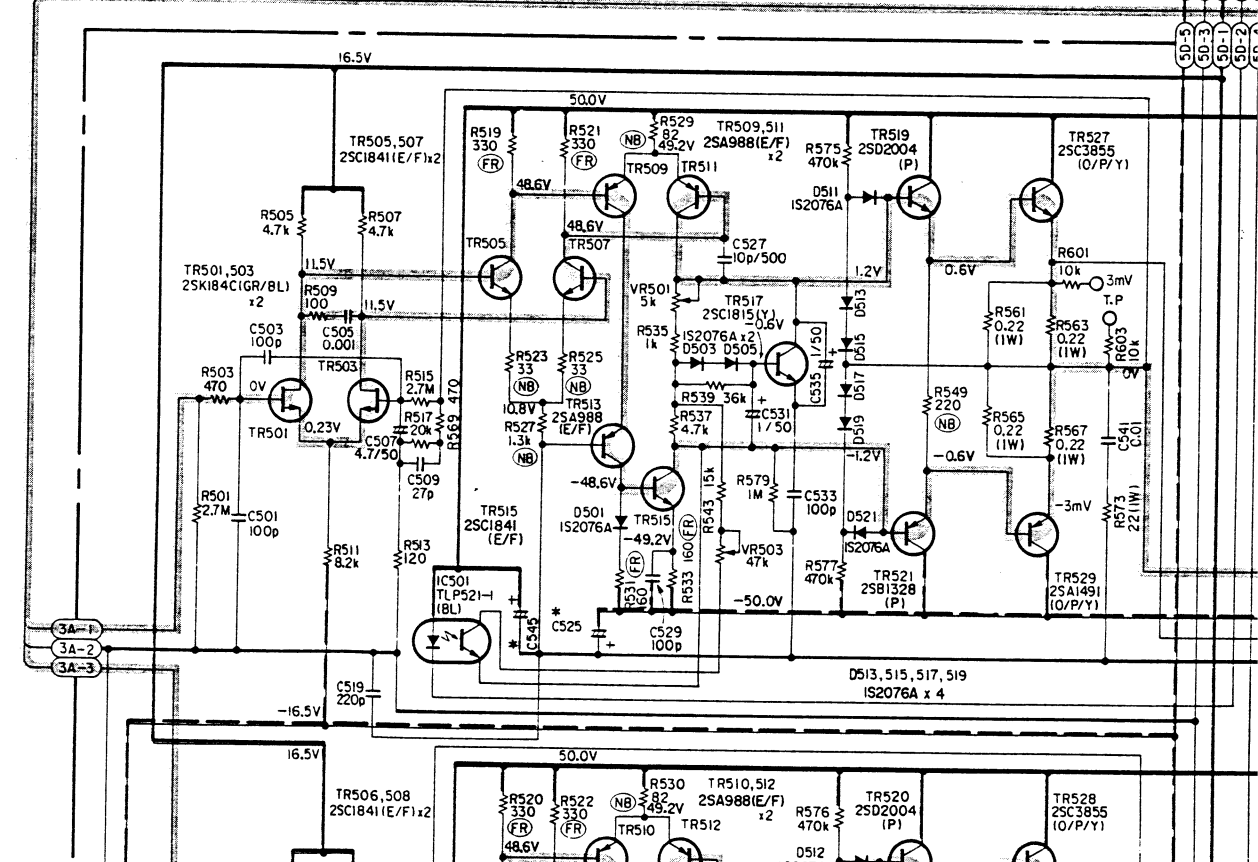 5D-5
5D-3
5D-1
5D-2
16.5V
50.0V
TR505,507
2SC1841(E/F)x2
R519
330
FR
R521
330
FR
NB
R529
82
49.2V
TR509,511
2SA988(E/F)
x2
R575
470k
TR519
2SD2004
(P)
TR527
2SC3855
(O/P/Y)
TR509
TR511
48.6V
D511
1S2076A
R505
4.7k
R507
4.7k
48.6V
TR505
TR507
C527
10p/500
R601
10k
3mV
T.P
TR501,503
2SK184C(GR/BL)
x2
11.5V
R509
100
11.5V
C505
0.001
VR501
5k
TR517
2SC1815(Y)
-0.6V
1.2V
D513
0.6V
R561
0.22
(1W)
R563
0.22
(1W)
R603
10k
C503
100p
R535
1k
1S2076A x2
D503
D505
C535
1/50
D515
R503
470
0V
TR503
R515
2.7M
470
R523
33
NB
R525
33
NB
R539
36k
D517
0V
TR501
0.23V
R517
20k
R569
C507
4.7/50
10.8V
R527
1.3k
NB
TR513
2SA988
(E/F)
R537
4.7k
C531
1/50
D519
R549
220
NB
R565
0.22
(1W)
R567
0.22
(1W)
C541
0.01
C509
27p
-1.2V
-0.6V
R501
2.7M
C501
100p
-48.6V
15k
R543
R579
1M
C533
100p
TR515
2SC1841
(E/F)
D501
1S2076A
TR515
-49.2V
FR
D521
1S2076A
-3mV
R573
22(1W)
R511
8.2k
R513
120
FR
R531
160
R533
160
VR503
47k
R577
470k
TR521
2SB1328
(P)
TR529
2SA1491
(O/P/Y)
IC501
TLP521-1
(BL)
-50.0V
3A-1
3A-2
3A-3
*
C545
*
C525
C529
100p
C519
220p
D513,515,517,519
1S2076A x 4
-16.5V
16.5V
50.0V
TR506,508
2SC1841(E/F)x2
R520
330
FR
R522
330
FR
NB
R530
82
49.2V
TR510,512
2SA988(E/F)
x2
R576
470k
TR520
2SD2004
(P)
TR528
2SC3855
(O/P/Y)
TR510
TR512
48.6V
D512